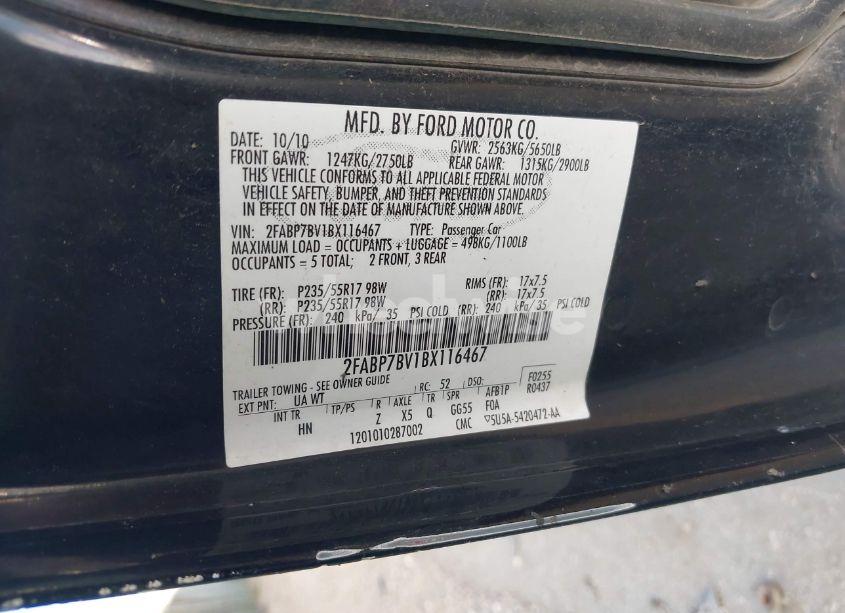 MFD. BY FORD MOTOR CO.
DATE: 10/10 GVWR: 2563KG/5650LB
FRONT GAWR: 1247KG/2750LB REAR GAWR: 1315KG/2900LB
THIS VEHICLE CONFORMS TO ALL APPLICABLE FEDERAL MOTOR
VEHICLE SAFETY, BUMPER, AND THEFT PREVENTION STANDARDS
IN EFFECT ON THE DATE OF MANUFACTURE SHOWN ABOVE.
VIN: 2FABP7BV1BX116467 TYPE: Passenger Car
MAXIMUM LOAD = OCCUPANTS + LUGGAGE = 498KG/1100LB
OCCUPANTS = 5 TOTAL; 2 FRONT, 3 REAR
TIRE (FR): P235/55R17 98W RIMS (FR): 17x7.5
(RR): P235/55R17 98W (RR): 17x7.5
PRESSURE (FR): 240 kPa/ 35 PSI COLD (RR): 240 kPa/ 35 PSI COLD
2FABP7BV1BX116467
TRAILER TOWING - SEE OWNER GUIDE RC: 52 DSO: F0255
EXT PNT: UA WT AFB1P R0437
INT TR TP/PS R AXLE TR SPR
HN Z X5 Q GG55 FOA
1201010287002 CMC ▽5U5A-5420472-AA